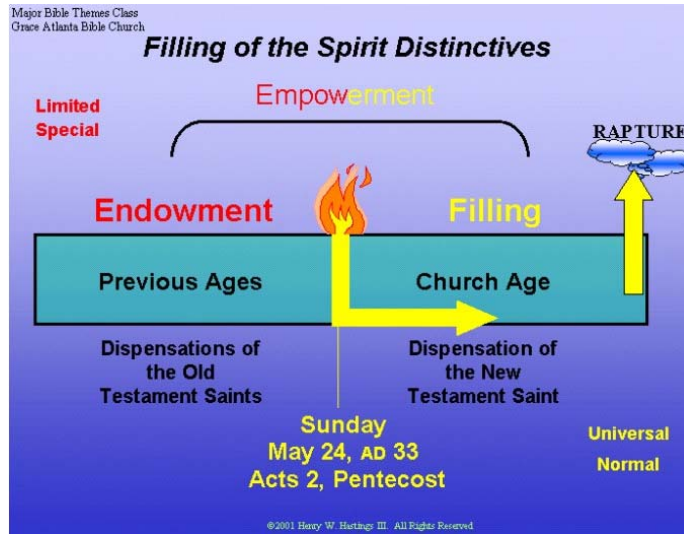 Major Bible Themes Class
Grace Atlanta Bible Church
Filling of the Spirit Distinctives
Empowerment
Limited
Special
RAPTURE
Endowment
Filling
Previous Ages
Church Age
Dispensations of
the Old
Testament Saints
Dispensation of
the New
Testament Saint
Sunday
May 24, AD 33
Acts 2, Pentecost
Universal
Normal
©2001 Henry W. Hastings III. All Rights Reserved